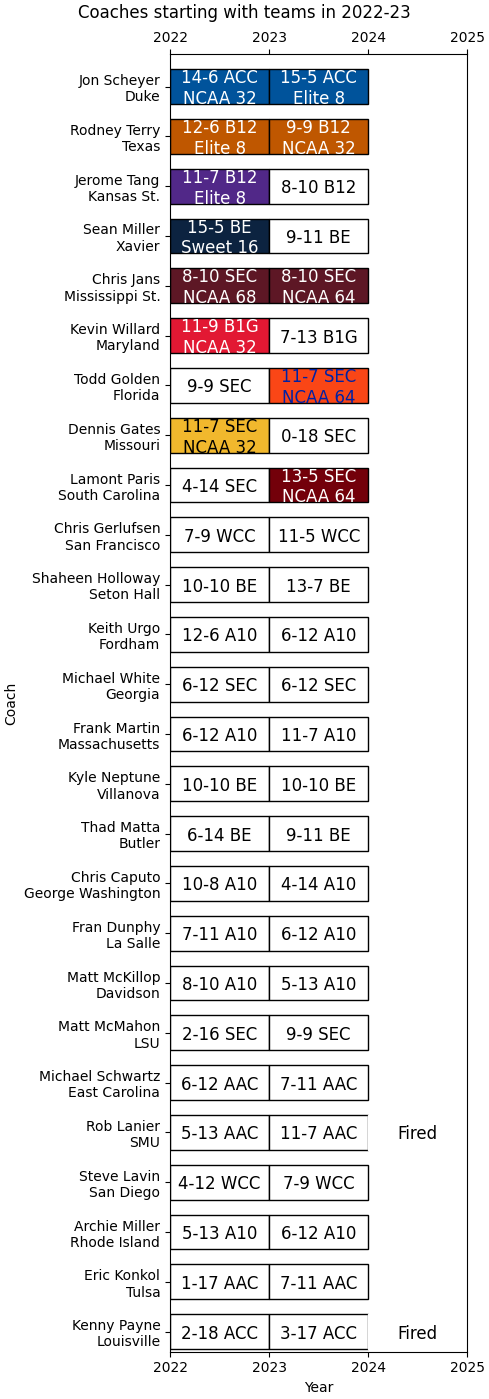 Coaches starting with teams in 2022-23
2022 2023 2024 2025
Jon Scheyer
Duke
14-6 ACC
NCAA 32
15-5 ACC
Elite 8
Rodney Terry
Texas
12-6 B12
Elite 8
9-9 B12
NCAA 32
Jerome Tang
Kansas St.
11-7 B12
Elite 8
8-10 B12
Sean Miller
Xavier
15-5 BE
Sweet 16
9-11 BE
Chris Jans
Mississippi St.
8-10 SEC
NCAA 68
8-10 SEC
NCAA 64
Kevin Willard
Maryland
11-9 B1G
NCAA 32
7-13 B1G
Todd Golden
Florida
9-9 SEC
11-7 SEC
NCAA 64
Dennis Gates
Missouri
11-7 SEC
NCAA 32
0-18 SEC
Lamont Paris
South Carolina
4-14 SEC
13-5 SEC
NCAA 64
Chris Gerlufsen
San Francisco
7-9 WCC
11-5 WCC
Shaheen Holloway
Seton Hall
10-10 BE
13-7 BE
Keith Urgo
Fordham
12-6 A10
6-12 A10
Michael White
Georgia
6-12 SEC
6-12 SEC
Coach
Frank Martin
Massachusetts
6-12 A10
11-7 A10
Kyle Neptune
Villanova
10-10 BE
10-10 BE
Thad Matta
Butler
6-14 BE
9-11 BE
Chris Caputo
George Washington
10-8 A10
4-14 A10
Fran Dunphy
La Salle
7-11 A10
6-12 A10
Matt McKillop
Davidson
8-10 A10
5-13 A10
Matt McMahon
LSU
2-16 SEC
9-9 SEC
Michael Schwartz
East Carolina
6-12 AAC
7-11 AAC
Rob Lanier
SMU
5-13 AAC
11-7 AAC
Fired
Steve Lavin
San Diego
4-12 WCC
7-9 WCC
Archie Miller
Rhode Island
5-13 A10
6-12 A10
Eric Konkol
Tulsa
1-17 AAC
7-11 AAC
Kenny Payne
Louisville
2-18 ACC
3-17 ACC
Fired
2022 2023 2024 2025
Year